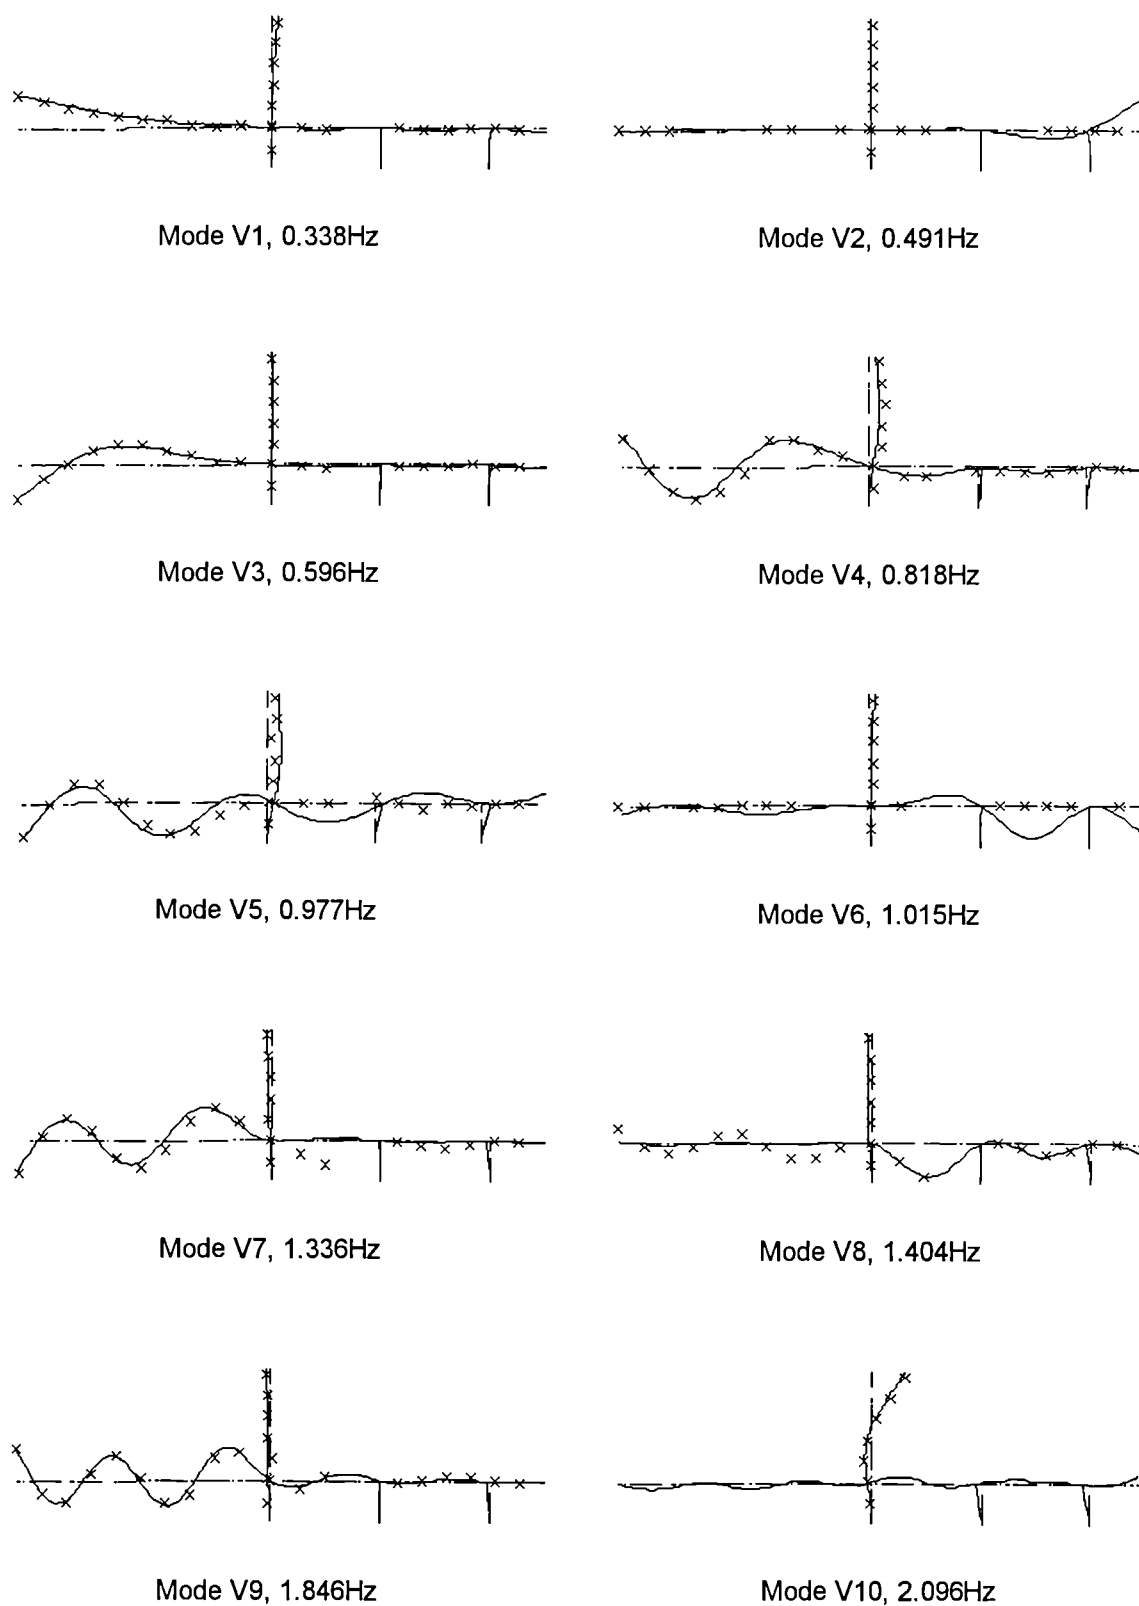 Mode V1, 0.338Hz
Mode V2, 0.491Hz
Mode V3, 0.596Hz
Mode V4, 0.818Hz
Mode V5, 0.977Hz
Mode V6, 1.015Hz
Mode V7, 1.336Hz
Mode V8, 1.404Hz
Mode V9, 1.846Hz
Mode V10, 2.096Hz